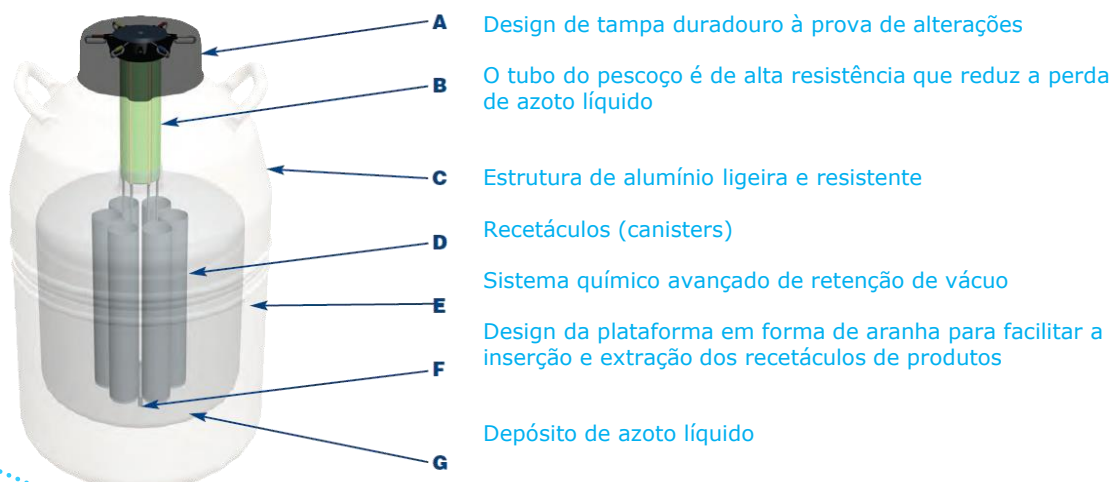 A Design de tampa duradouro à prova de alterações
B O tubo do pescoço é de alta resistência que reduz a perda
de azoto líquido
C Estrutura de alumínio ligeira e resistente
D Recetáculos (canisters)
E Sistema químico avançado de retenção de vácuo
F Design da plataforma em forma de aranha para facilitar a
inserção e extração dos recetáculos de produtos
G Depósito de azoto líquido